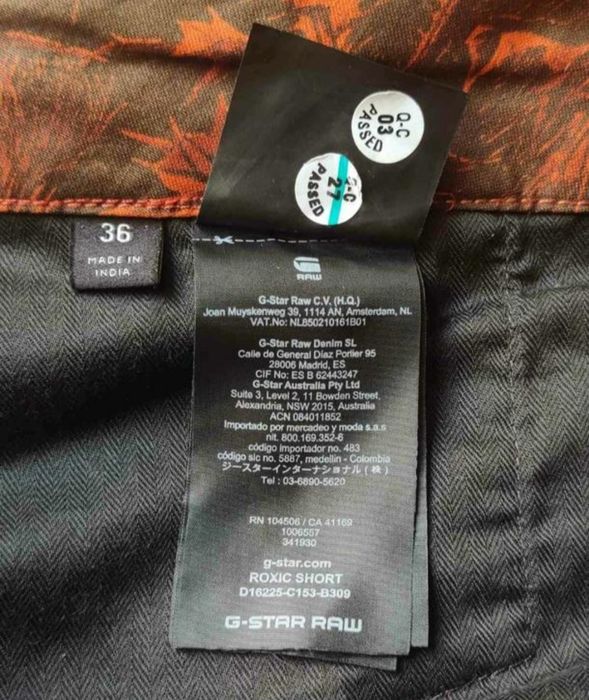 Q-C
03
PASSED
Q-C
27
PASSED
36
MADE IN
INDIA
RAW
G-Star Raw C.V. (H.Q.)
Joan Muyskenweg 39, 1114 AN, Amsterdam, NL
VAT.No: NL850210161B01
G-Star Raw Denim SL
Calle de General Díaz Porlier 95
28006 Madrid, ES
CIF No: ES B 62443247
G-Star Australia Pty Ltd
Suite 3, Level 2, 11 Bowden Street,
Alexandria, NSW 2015, Australia
ACN 084011852
Importado por mercadeo y moda s.a.s
nit. 800.169.352-6
código importador no. 483
código sic no. 5887, medellin - Colombia
ジースターインターナショナル(株)
Tel : 03-6890-5620
RN 104506 / CA 41169
1006557
341930
g-star.com
ROXIC SHORT
D16225-C153-B309
G-STAR RAW